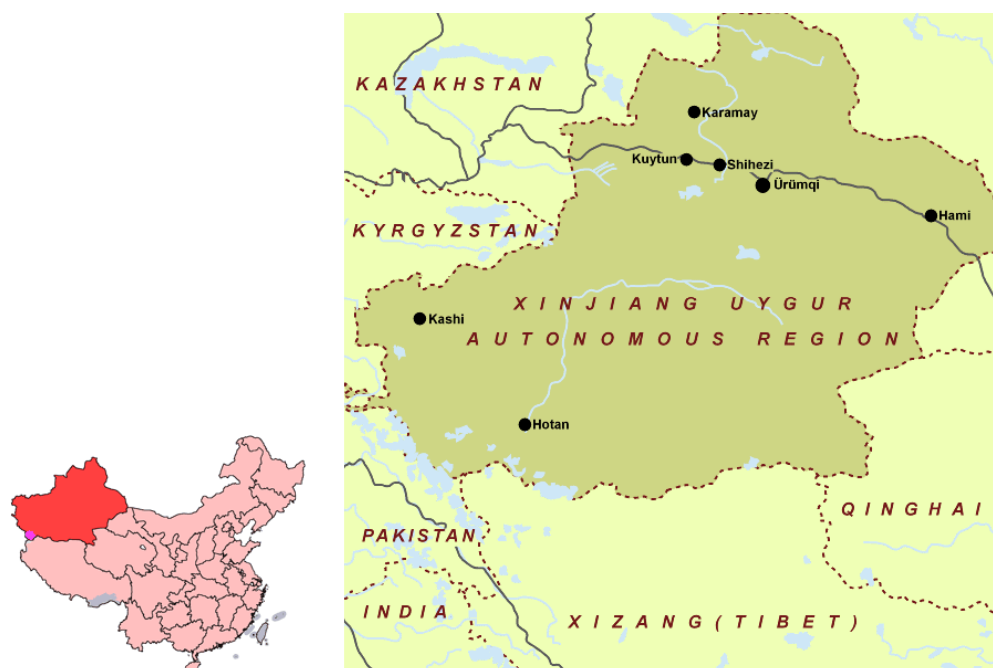 KAZAKHSTAN
Karamay
Kuytun
Shihezi
Ürümqi
Hami
KYRGYZSTAN
XINJIANG UYGUR
AUTONOMOUS REGION
Kashi
Hotan
QINGHAI
PAKISTAN
INDIA
XIZANG (TIBET)